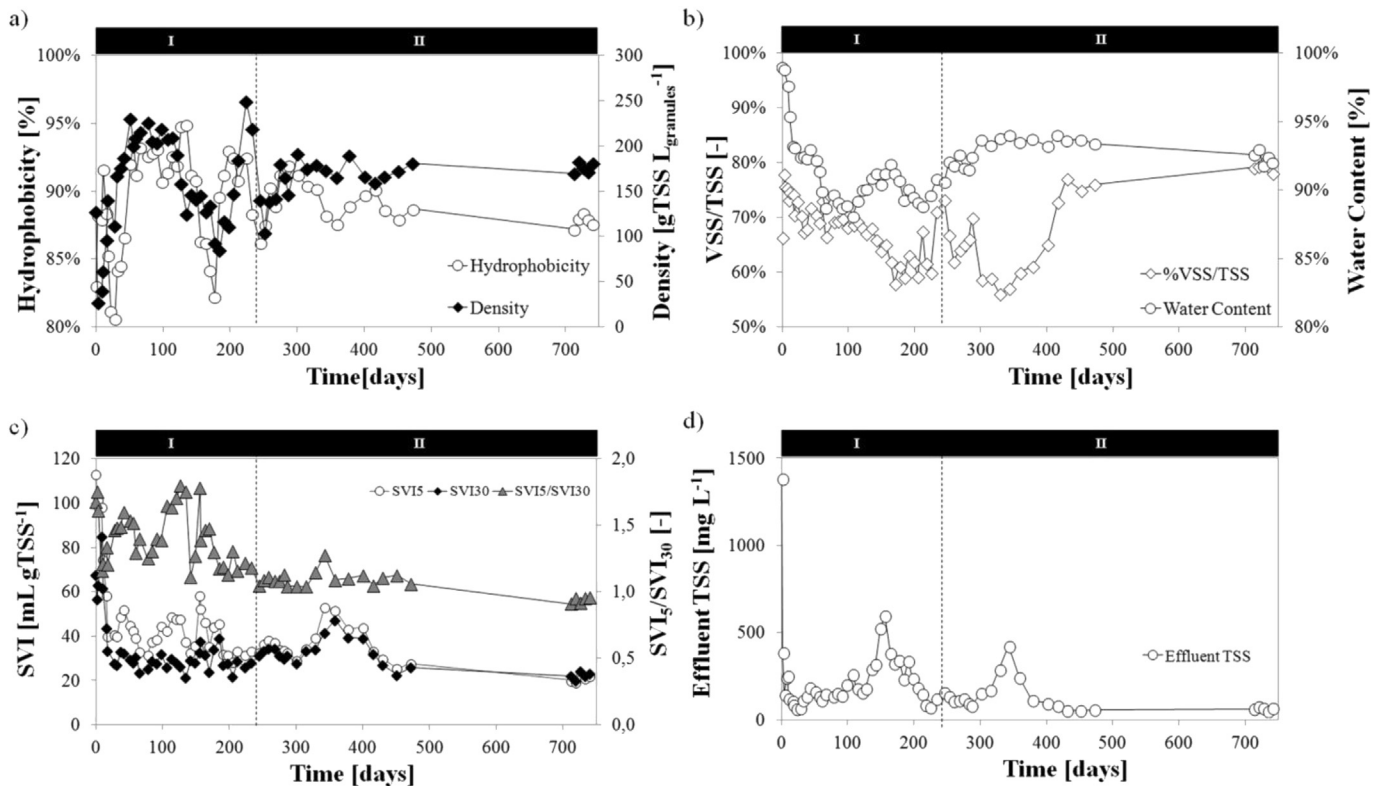 a)
I II
100%
95%
90%
85%
80%
Hydrophobicity [%]
300
250
200
150
100
50
0
Density [gTSS Lgranules-1]
Hydrophobicity
Density
0 100 200 300 400 500 600 700
Time[days]
b)
I II
100%
90%
80%
70%
60%
50%
VSS/TSS [-]
100%
95%
90%
85%
80%
Water Content [%]
%VSS/TSS
Water Content
0 100 200 300 400 500 600 700
Time [days]
c)
I II
120
100
80
60
40
20
0
SVI [mL gTSS-1]
2,0
1,5
1,0
0,5
0,0
SVI5/SVI30 [-]
SVI5 SVI30 SVI5/SVI30
0 100 200 300 400 500 600 700
Time [days]
d)
I II
1500
1000
500
0
Effluent TSS [mg L-1]
Effluent TSS
0 100 200 300 400 500 600 700
Time [days]